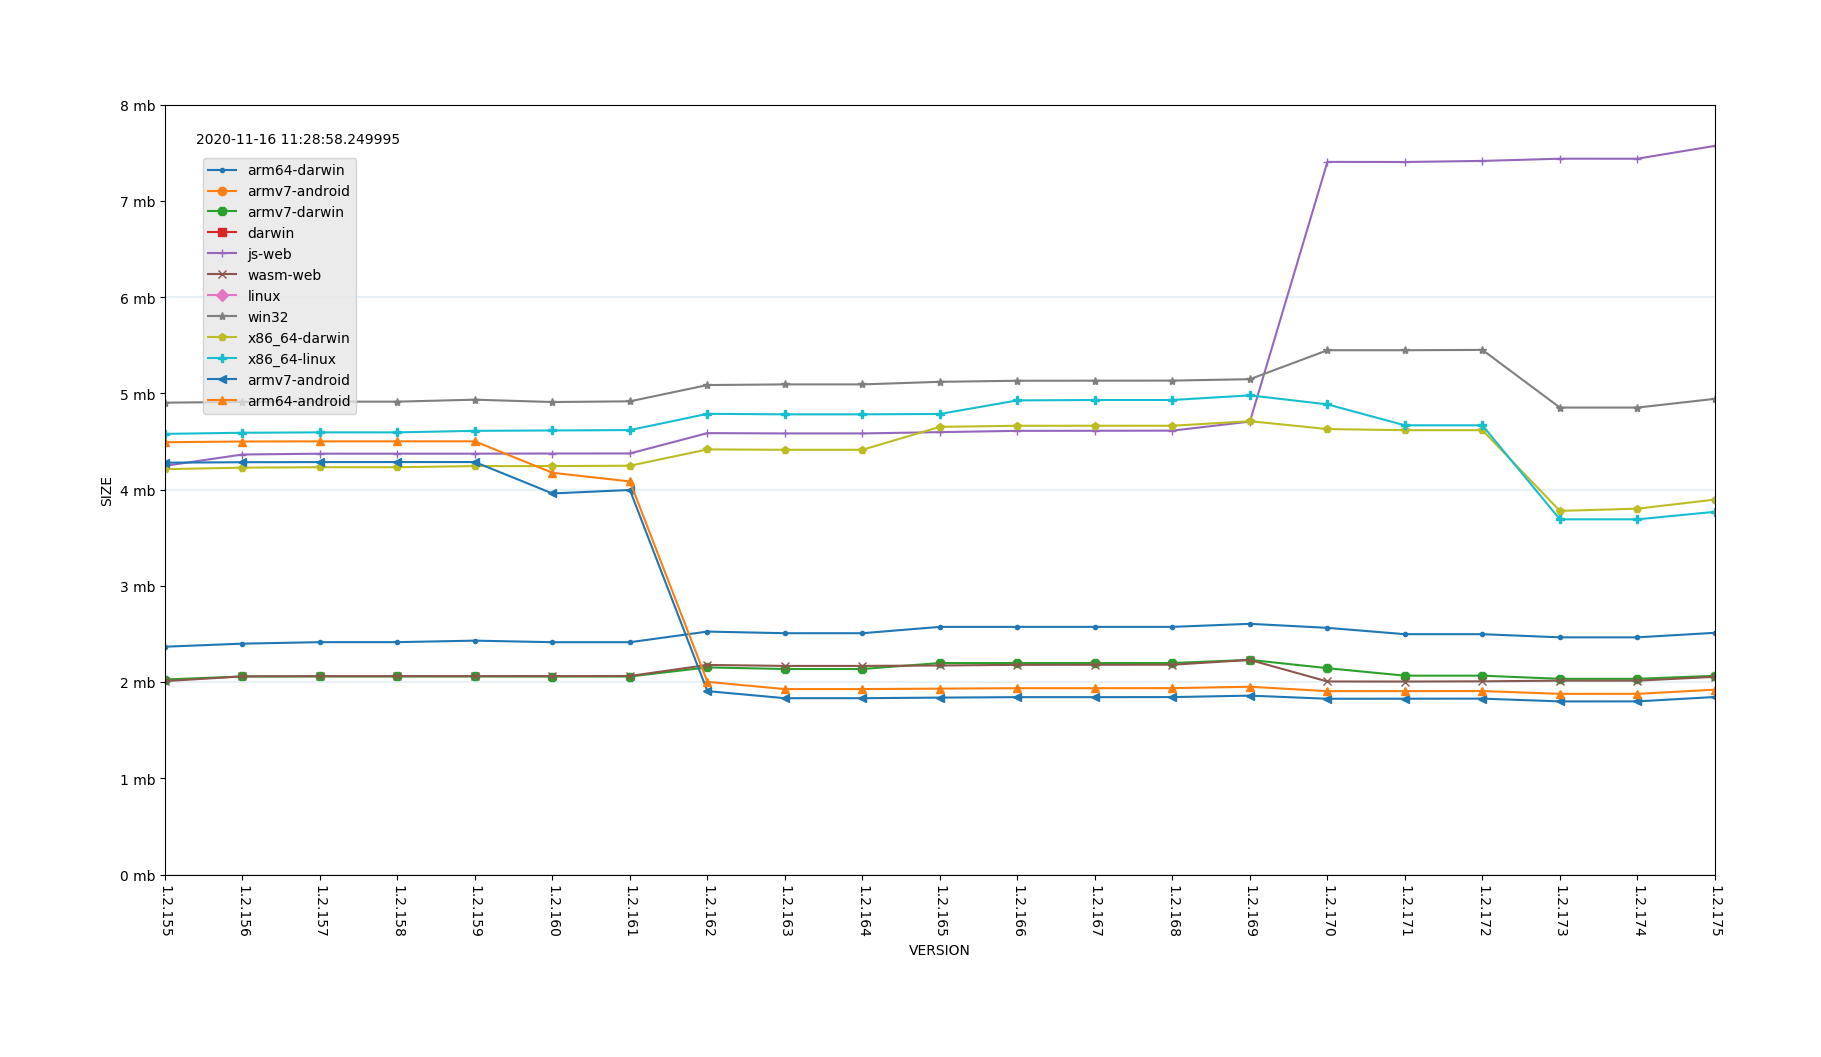 8 mb
7 mb
6 mb
5 mb
4 mb
3 mb
2 mb
1 mb
0 mb
SIZE
2020-11-16 11:28:58.249995
arm64-darwin
armv7-android
armv7-darwin
darwin
js-web
wasm-web
linux
win32
x86_64-darwin
x86_64-linux
armv7-android
arm64-android
1.2.155
1.2.156
1.2.157
1.2.158
1.2.159
1.2.160
1.2.161
1.2.162
1.2.163
1.2.164
1.2.165
1.2.166
1.2.167
1.2.168
1.2.169
1.2.170
1.2.171
1.2.172
1.2.173
1.2.174
1.2.175
VERSION